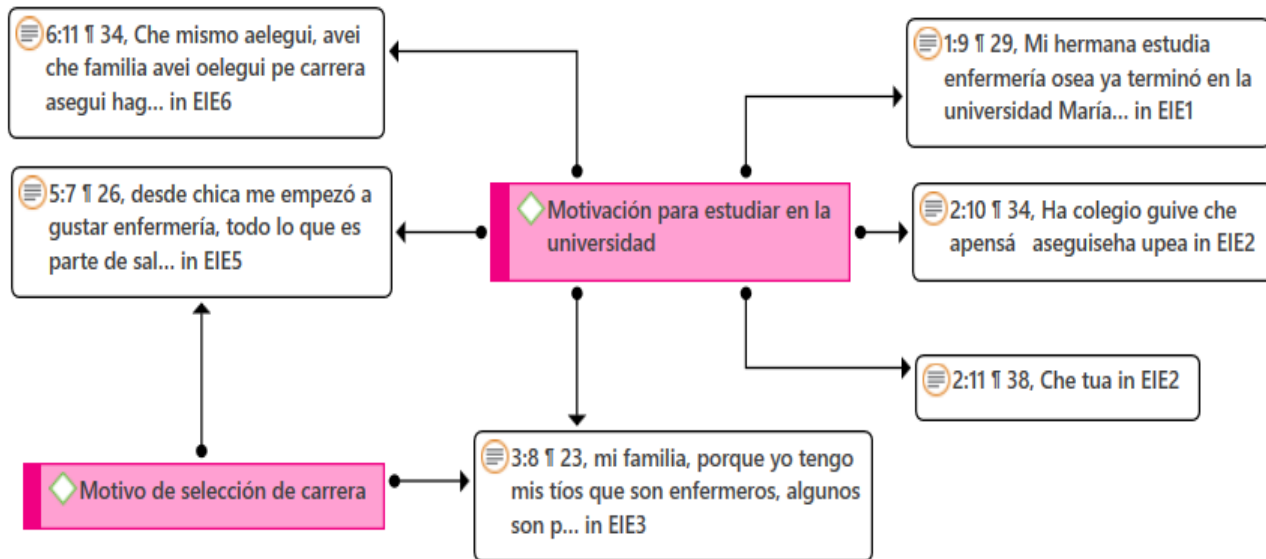 6:11 ¶ 34, Che mismo aelegui, avei
che familia avei oelegui pe carrera
asegui hag... in EIE6
1:9 ¶ 29, Mi hermana estudia
enfermería osea ya terminó en la
universidad María... in EIE1
5:7 ¶ 26, desde chica me empezó a
gustar enfermería, todo lo que es
parte de sal... in EIE5
Motivación para estudiar en la
universidad
2:10 ¶ 34, Ha colegio guive che
apensá aseguiseha upea in EIE2
2:11 ¶ 38, Che tua in EIE2
Motivo de selección de carrera
3:8 ¶ 23, mi familia, porque yo tengo
mis tíos que son enfermeros, algunos
son p... in EIE3